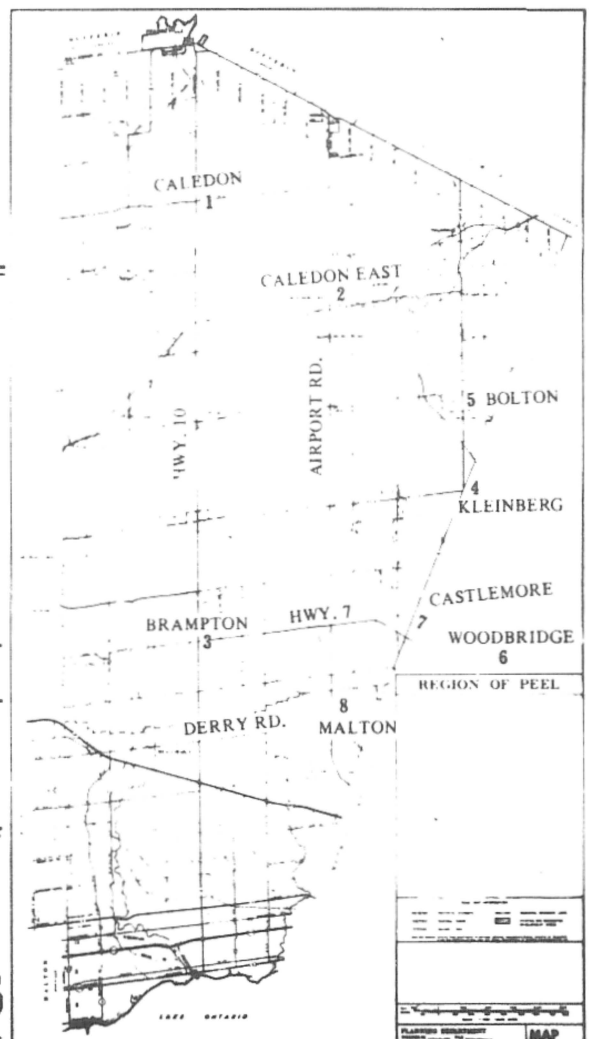 CALEDON
1
CALEDON EAST
2
HWY. 10
AIRPORT RD.
5 BOLTON
4
KLEINBERG
CASTLEMORE
7
BRAMPTON
3
HWY. 7
WOODBRIDGE
6
REGION OF PEEL
8
DERRY RD.
MALTON
HALTON
LAKE ONTARIO
PLANNING DEPARTMENT
MAP